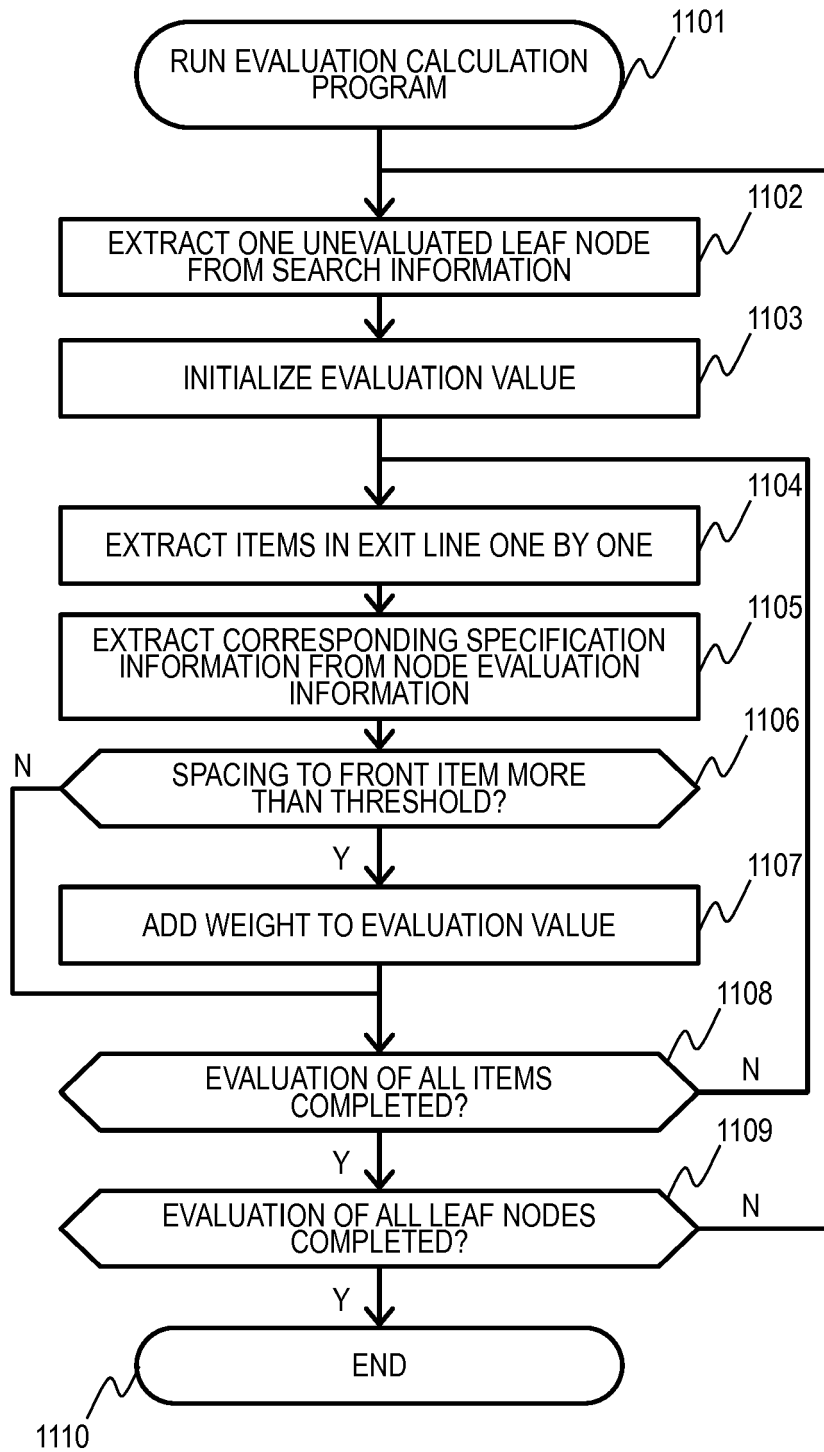 1101
RUN EVALUATION CALCULATION
PROGRAM
1102
EXTRACT ONE UNEVALUATED LEAF NODE
FROM SEARCH INFORMATION
1103
INITIALIZE EVALUATION VALUE
1104
EXTRACT ITEMS IN EXIT LINE ONE BY ONE
1105
EXTRACT CORRESPONDING SPECIFICATION
INFORMATION FROM NODE EVALUATION
INFORMATION
1106
N
SPACING TO FRONT ITEM MORE
THAN THRESHOLD?
Y
1107
ADD WEIGHT TO EVALUATION VALUE
1108
EVALUATION OF ALL ITEMS
COMPLETED?
N
Y
1109
EVALUATION OF ALL LEAF NODES
COMPLETED?
N
Y
END
1110